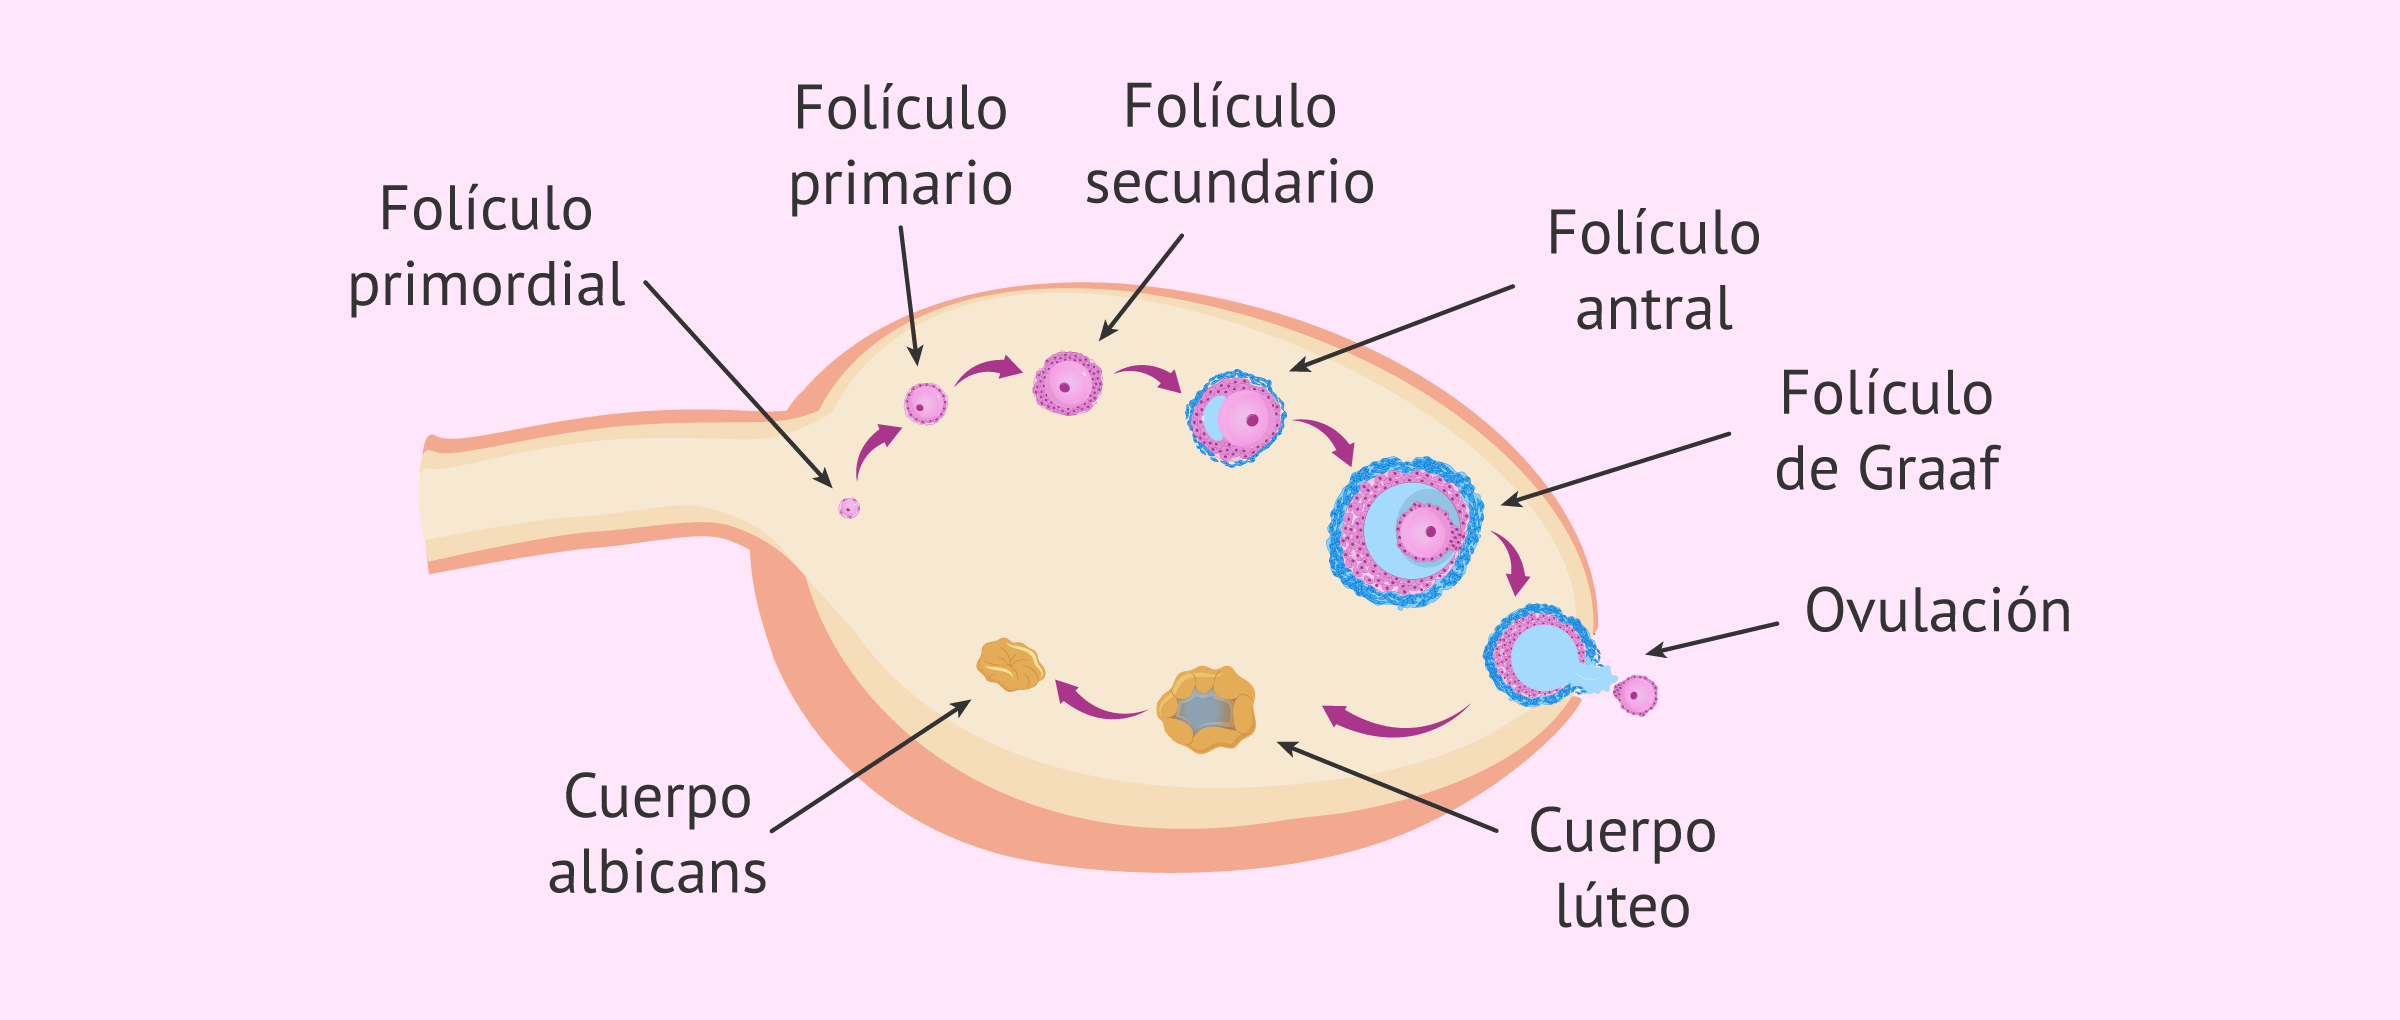 Folículo
primordial
Folículo
primario
Folículo
secundario
Folículo
antral
Folículo
de Graaf
Ovulación
Cuerpo
lúteo
Cuerpo
albicans